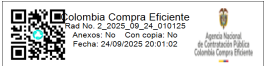 Colombia Compra Eficiente
Rad No. 2_2025_09_24_010125
Anexos: No Con copia: No
Fecha: 24/09/2025 20:01:02
Agencia Nacional
de Contratación Pública
Colombia Compra Eficiente